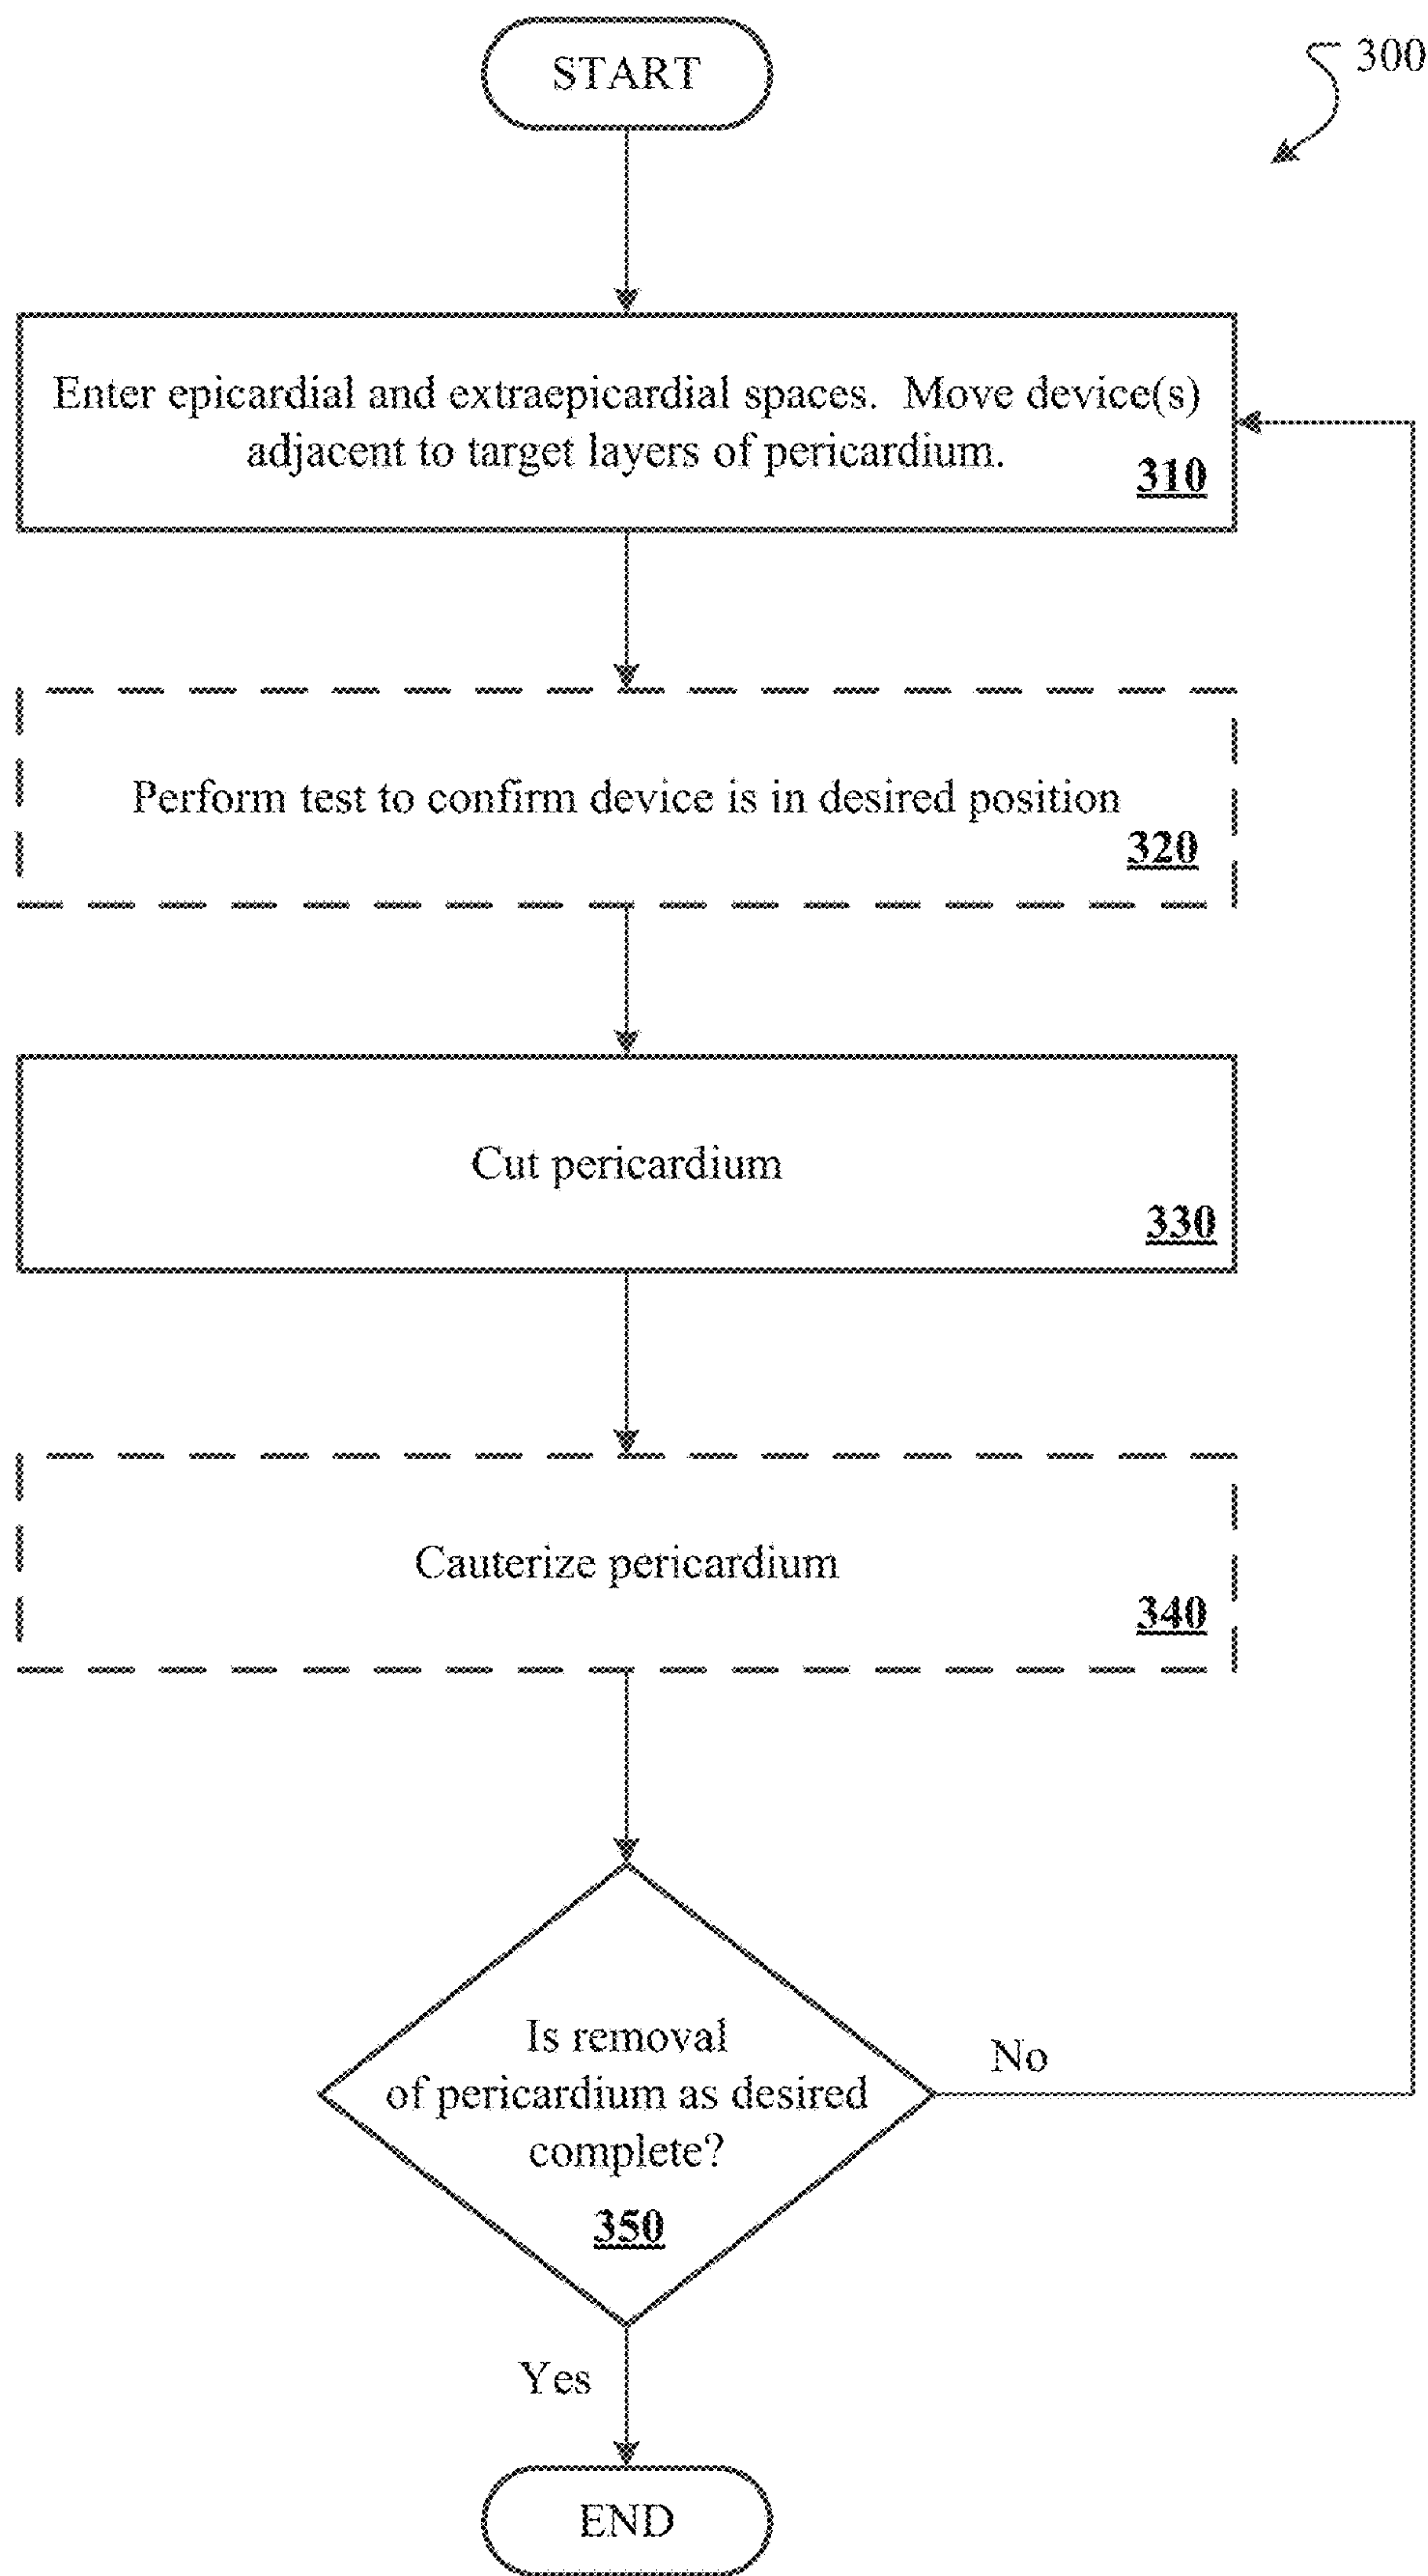 START
300
Enter epicardial and extraepicardial spaces. Move device(s)
adjacent to target layers of pericardium.
310
Perform test to confirm device is in desired position
320
Cut pericardium
330
Cauterize pericardium
340
Is removal
of pericardium as desired
complete?
350
No
Yes
END